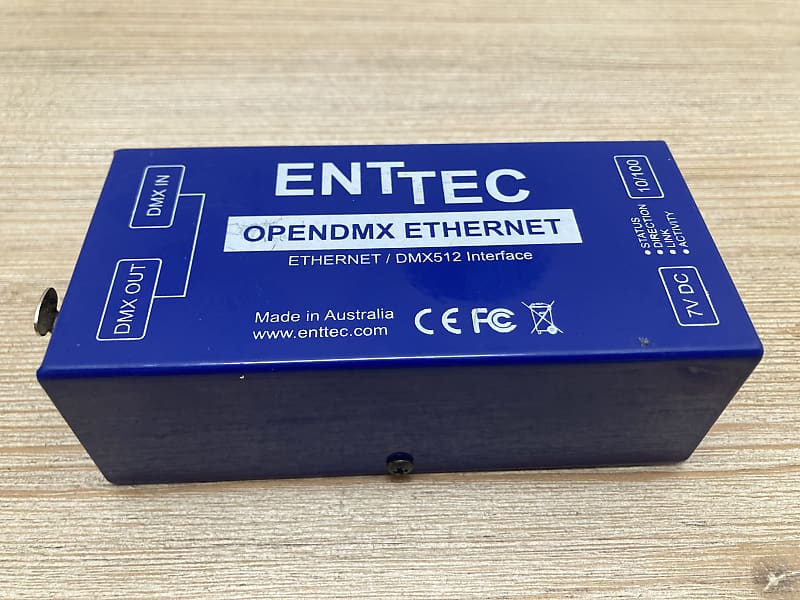 DMX IN
DMX OUT
ENTTEC
OPENDMX ETHERNET
ETHERNET / DMX512 Interface
Made in Australia
www.enttec.com
CE FC
10/100
• STATUS
• DIRECTION
• LINK
• ACTIVITY
7V DC